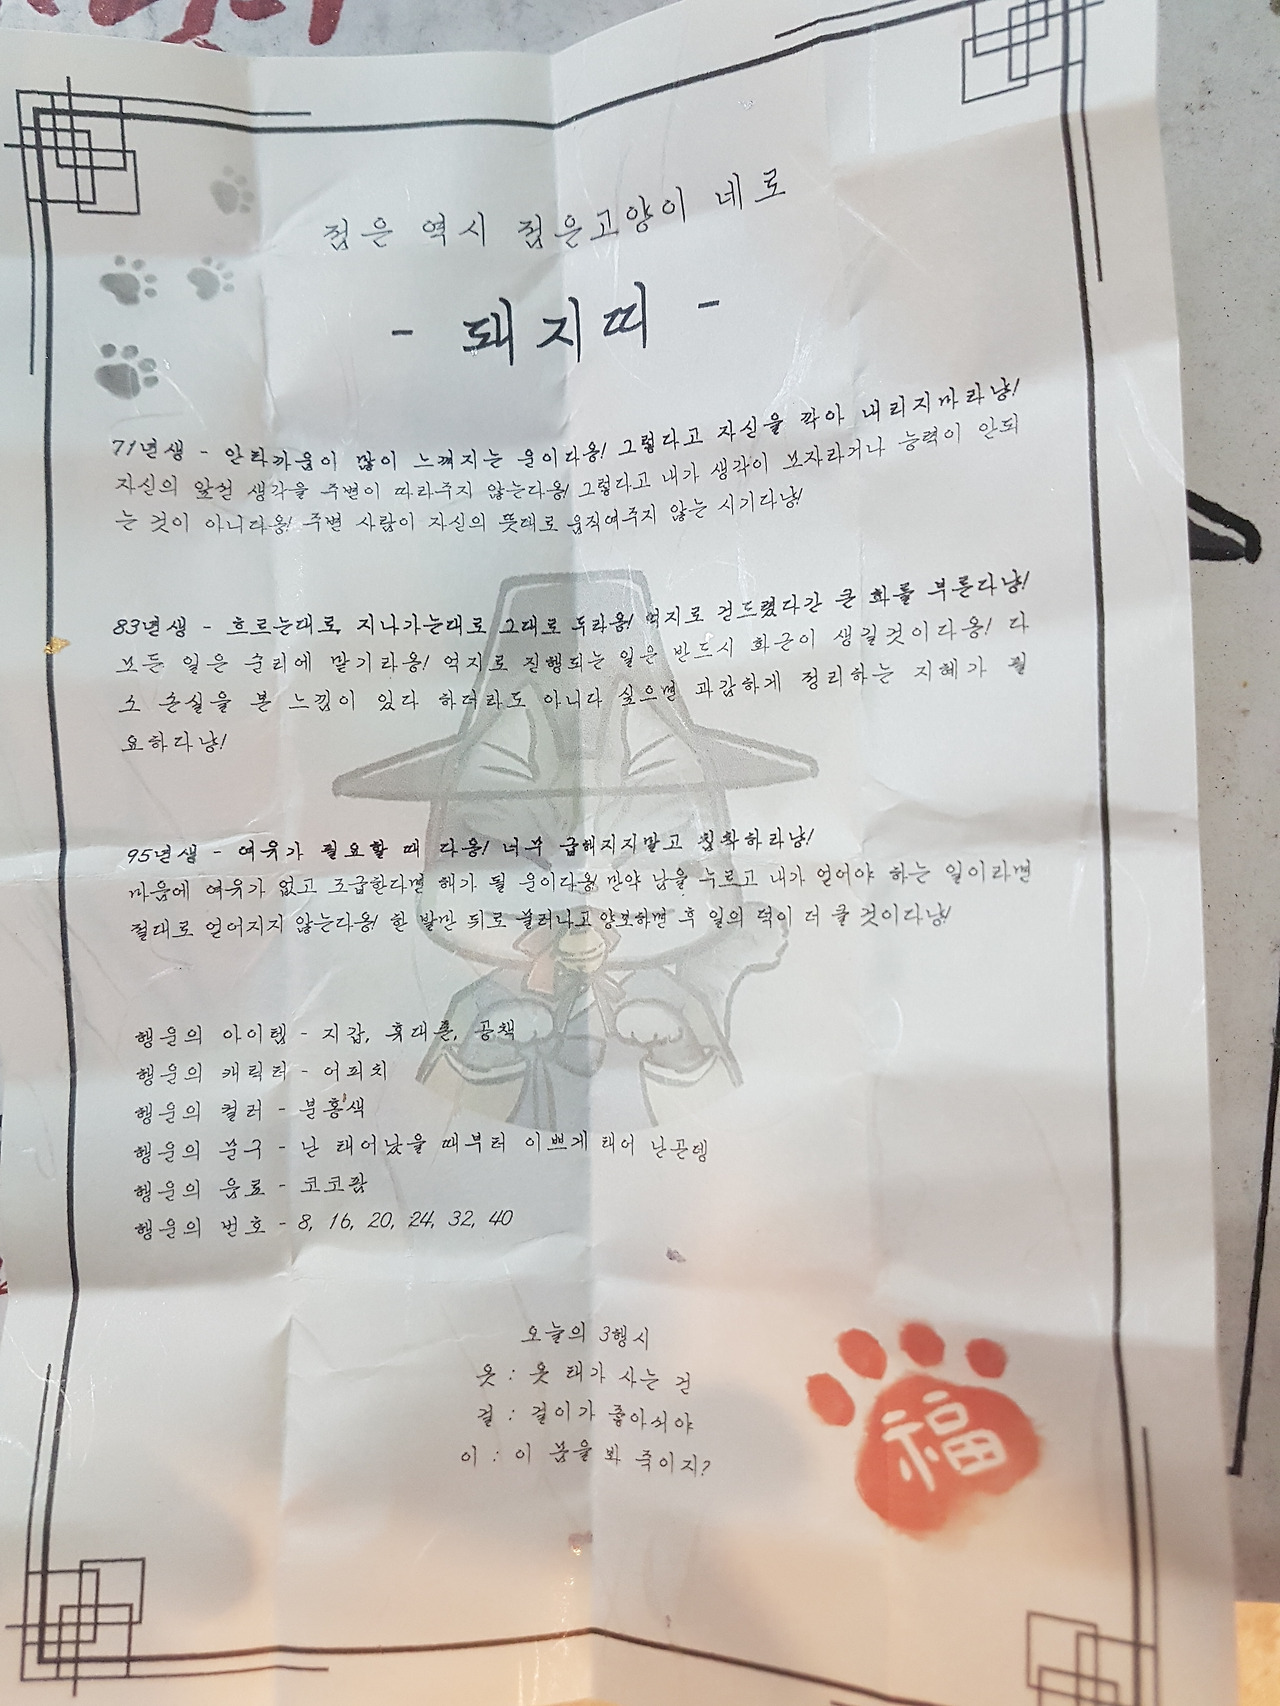 점은 역시 점은고양이 네로
- 돼지띠 -
71년생 - 안타까움이 많이 느껴지는 운이다옹! 그렇다고 자신을 깍아 내리지마라냥!
자신의 앞선 생각을 주변이 따라주지 않는다옹! 그렇다고 내가 생각이 모자라거나 능력이 안되
는 것이 아니다옹! 주변 사람이 자신의 뜻대로 움직여주지 않는 시기다냥!
83년생 - 흐르는대로, 지나가는대로 그대로 두라옹! 억지로 건드렸다간 큰 화를 부른다냥!
모든 일은 순리에 맡기라옹! 억지로 진행되는 일은 반드시 화근이 생길것이다옹! 다
소 손실을 본 느낌이 있다 하더라도 아니다 싶으면 과감하게 정리하는 지혜가 필
요하다냥!
95년생 - 여유가 필요할 때 다옹! 너무 급해지지말고 침착하라냥!
마음에 여유가 없고 조급한다면 해가 될 운이다옹! 만약 남을 누르고 내가 얻어야 하는 일이라면
절대로 얻어지지 않는다옹! 한 발만 뒤로 물러나고 양보하면 후 일의 덕이 더 클 것이다냥!
행운의 아이템 - 지갑, 휴대폰, 공책
행운의 캐릭터 - 어피치
행운의 컬러 - 분홍색
행운의 문구 - 난 태어났을 때부터 이쁘게 태어 난곤뎅
행운의 음료 - 코코팜
행운의 번호 - 8, 16, 20, 24, 32, 40
오늘의 3행시
옷 : 옷 태가 사는 건
걸 : 걸이가 좋아서야
이 : 이 몸을 봐 죽이지?
福